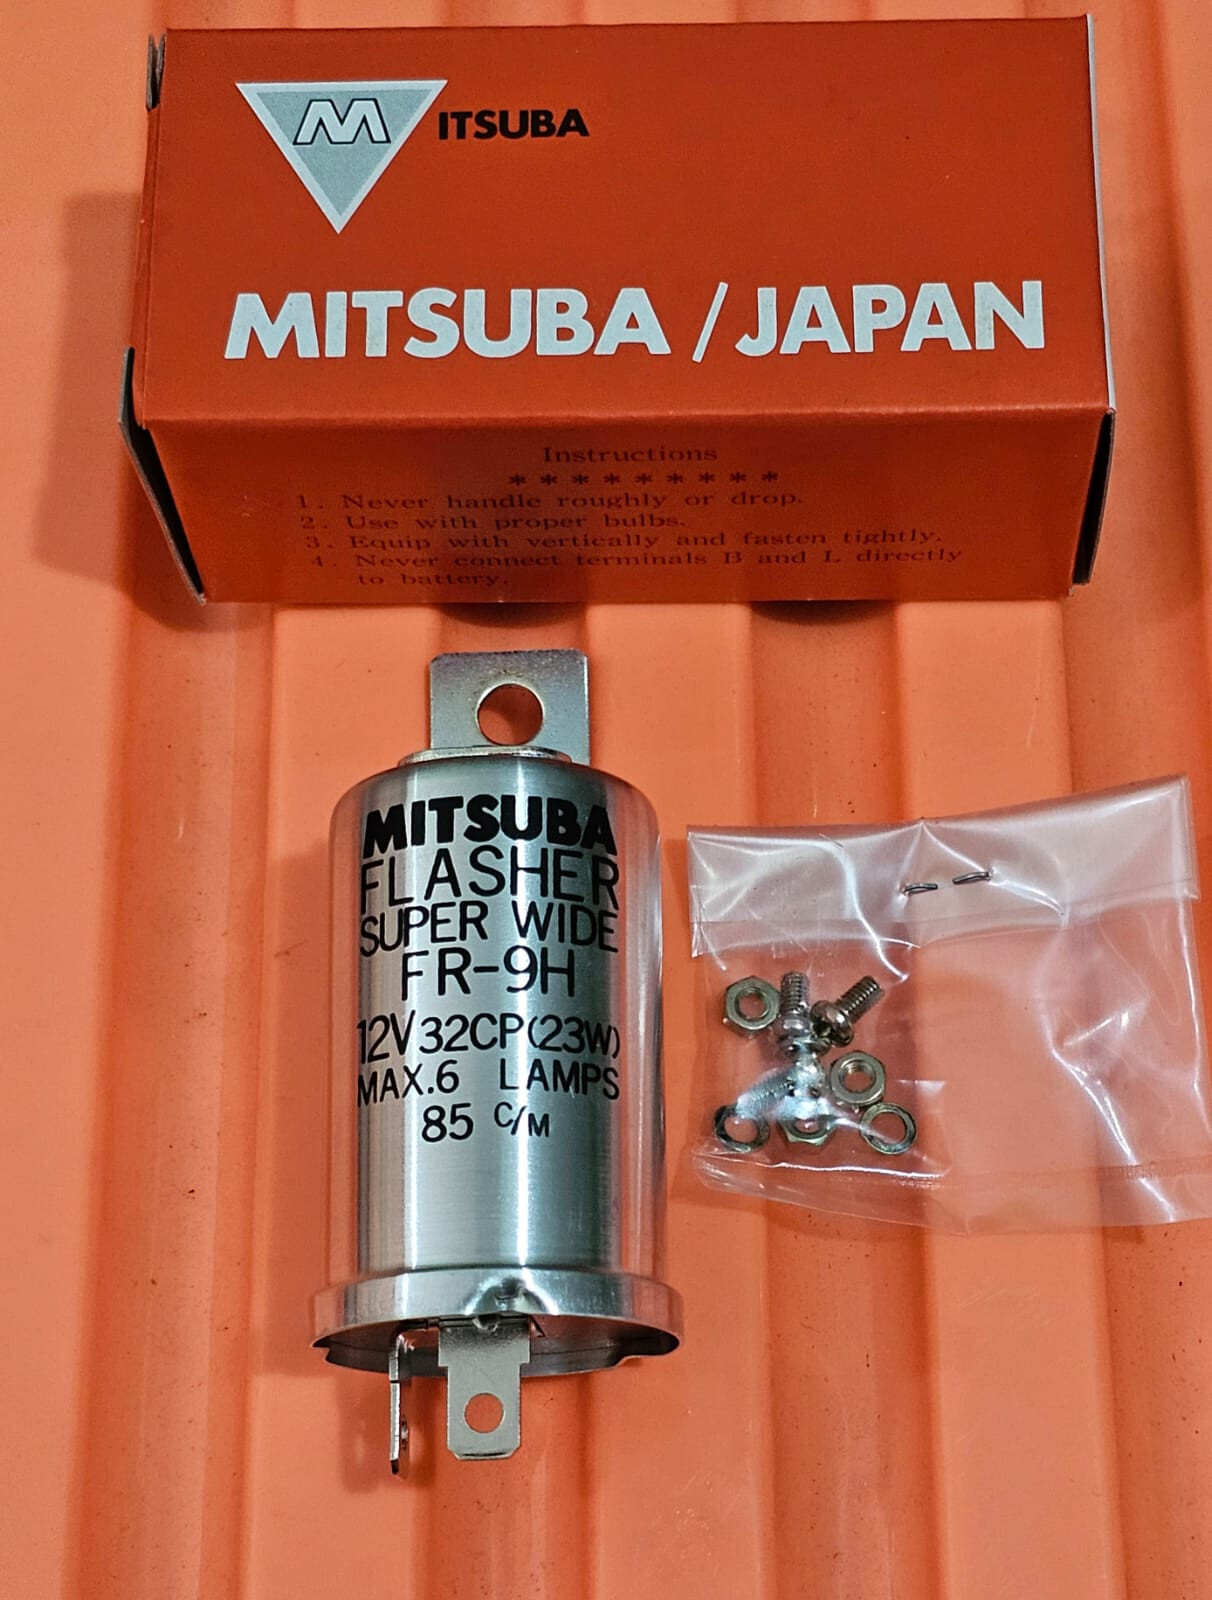 MITSUBA
MITSUBA / JAPAN
Instructions
* * * * * * * * *
1. Never handle roughly or drop.
2. Use with proper bulbs.
3. Equip with vertically and fasten tightly.
4. Never connect terminals B and L directly
to battery.
MITSUBA
FLASHER
SUPER WIDE
FR-9H
12V 32CP(23W)
MAX.6 LAMPS
85 C/M